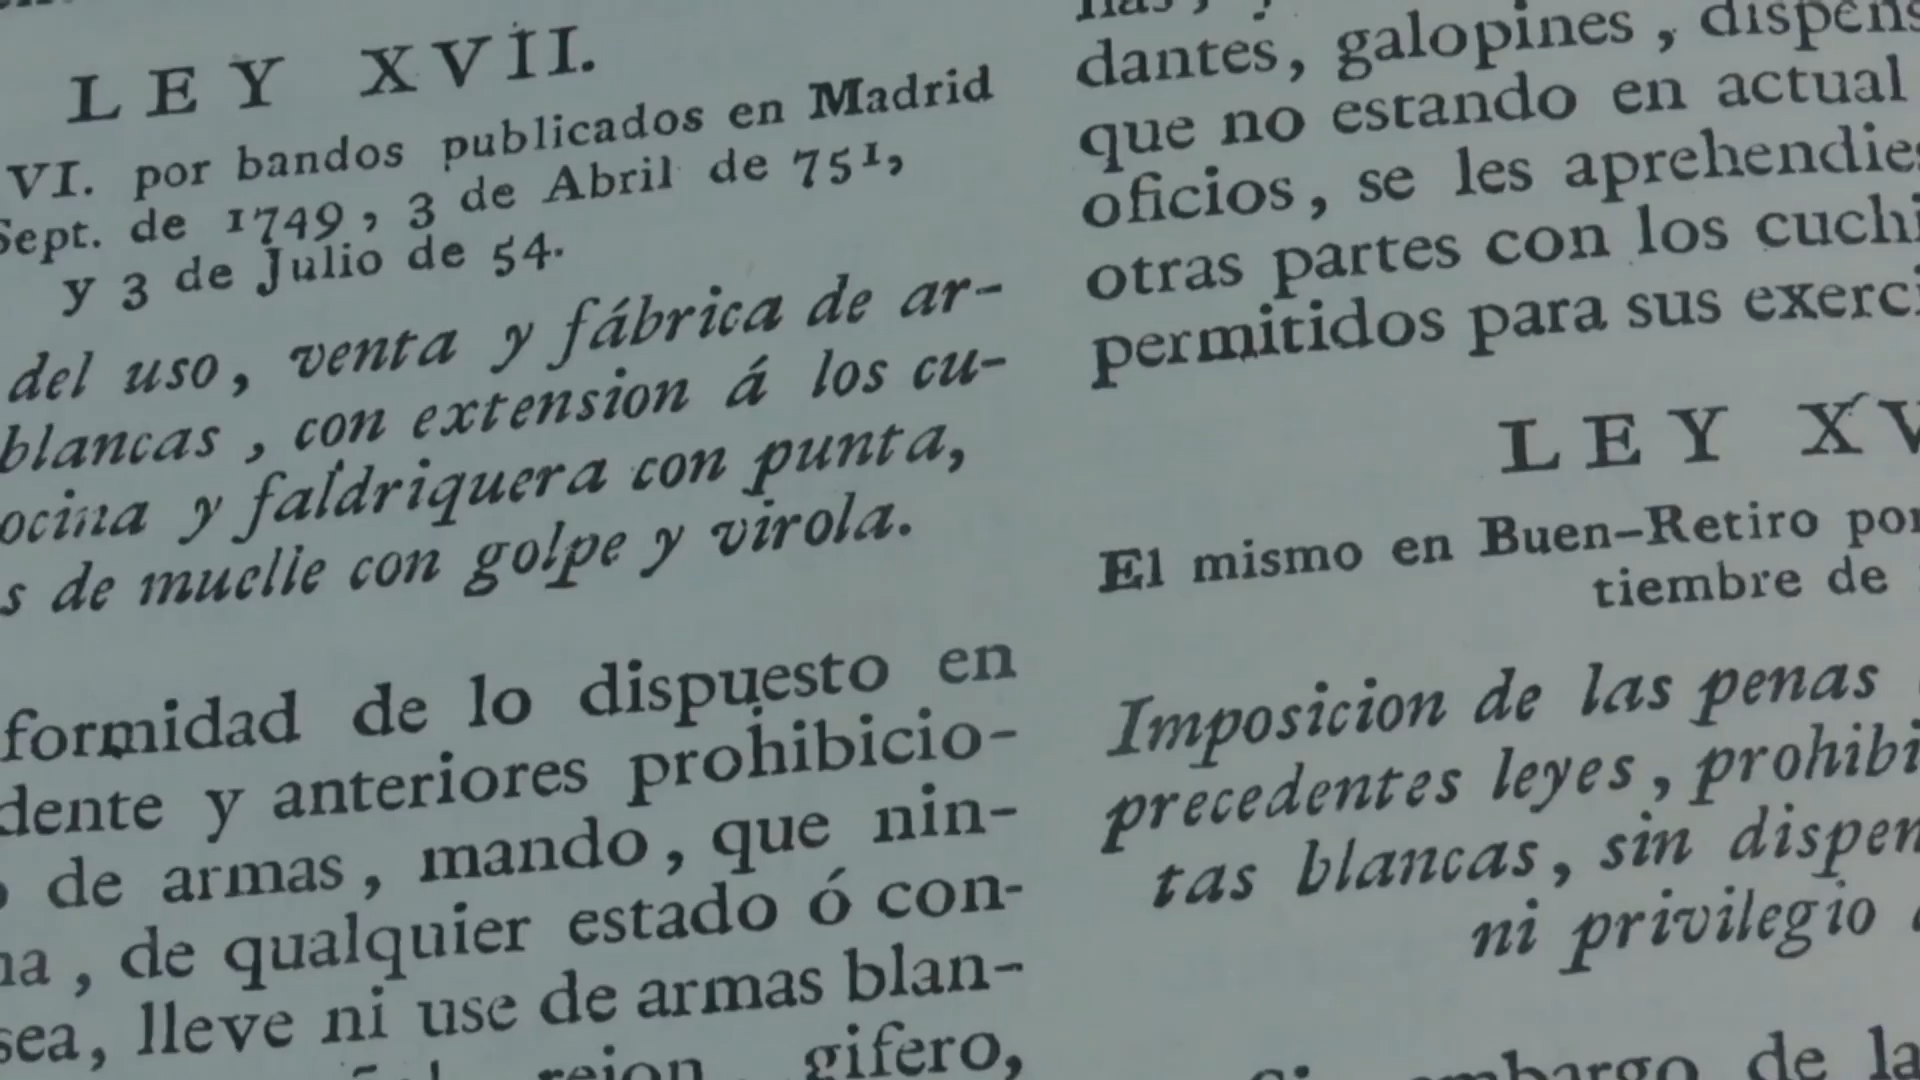 LEY XVII.
VI. por bandos publicados en Madrid
Sept. de 1749, 3 de Abril de 751,
y 3 de Julio de 54.
del uso, venta y fábrica de ar-
blancas, con extension á los cu-
ocina y faldriquera con punta,
s de muelle con golpe y virola.
formidad de lo dispuesto en
dente y anteriores prohibicio-
de armas, mando, que nin-
na, de qualquier estado ó con-
sea, lleve ni use de armas blan-
rejon gifero,
dantes, galopines, dispens
que no estando en actual
oficios, se les aprehendies
otras partes con los cuchi
permitidos para sus exerci
LEY XV
El mismo en Buen-Retiro por
tiembre de
Imposicion de las penas
precedentes leyes, prohibi
tas blancas, sin dispen
ni privilegio
embargo de la